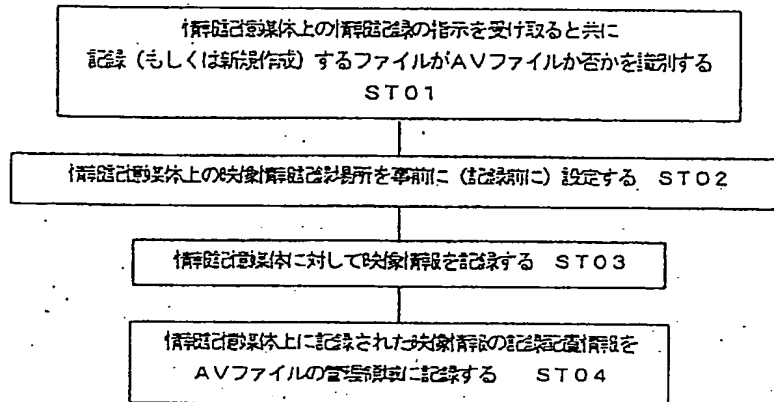 情報記憶媒体上の情報記録の指示を受け取ると共に
記録（もしくは新規作成）するファイルがAVファイルか否かを識別する
ST01
情報記憶媒体上の映像情報記録場所を事前に（記録前に）設定する ST02
情報記憶媒体に対して映像情報を記録する ST03
情報記憶媒体上に記録された映像情報の記録配置情報を
AVファイルの管理領域に記録する ST04